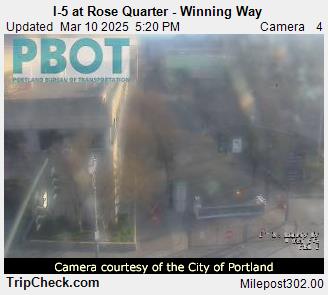 I-5 at Rose Quarter - Winning Way
Updated Mar 10 2025 5:20 PM Camera 4
PBOT
PORTLAND BUREAU OF TRANSPORTATION
Camera courtesy of the City of Portland
TripCheck.com Milepost302.00